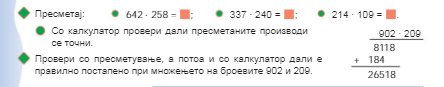 Пресметај: 642 · 258 = ; 337 · 240 = ; 214 · 109 = .
Со калкулатор провери дали пресметаните производи
се точни.
Провери со пресметување, а потоа и со калкулатор дали е
правилно постапено при множењето на броевите 902 и 209.
902 · 209
8118
+ 184
26518